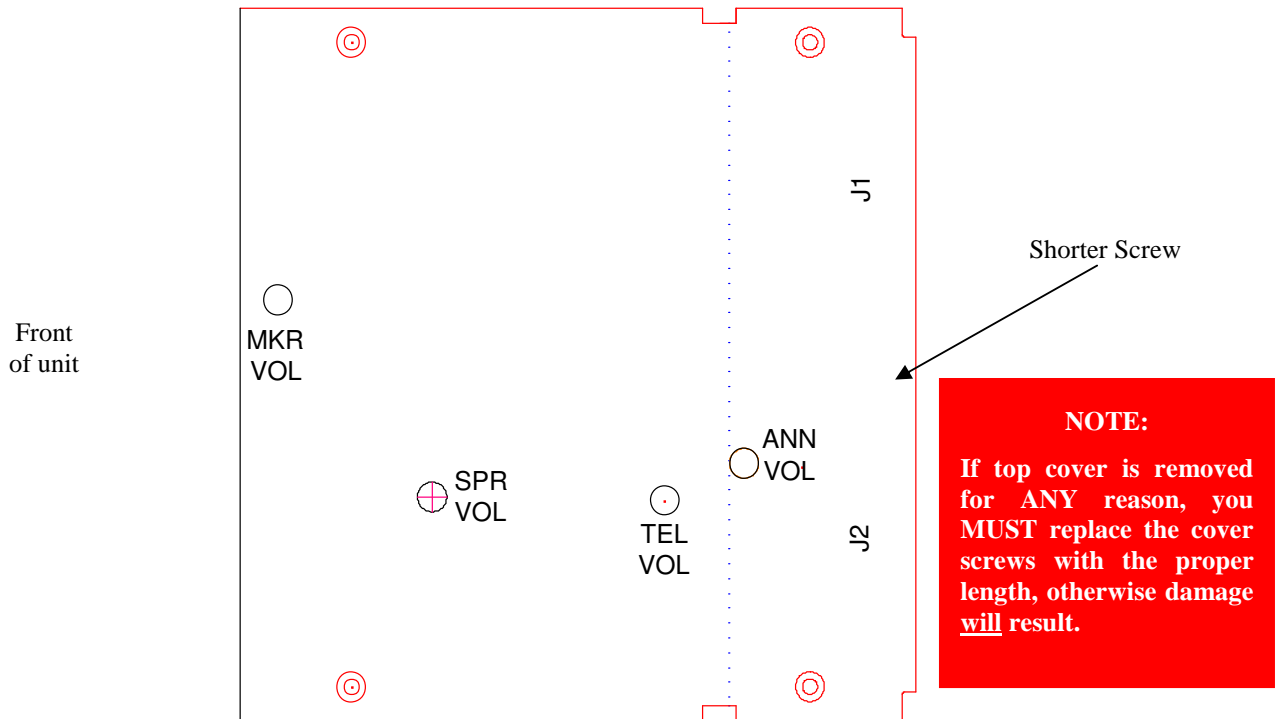 J1
Shorter Screw
Front
of unit
MKR
VOL
ANN
VOL
SPR
VOL
TEL
VOL
J2
NOTE:
If top cover is removed
for ANY reason, you
MUST replace the cover
screws with the proper
length, otherwise damage
will result.